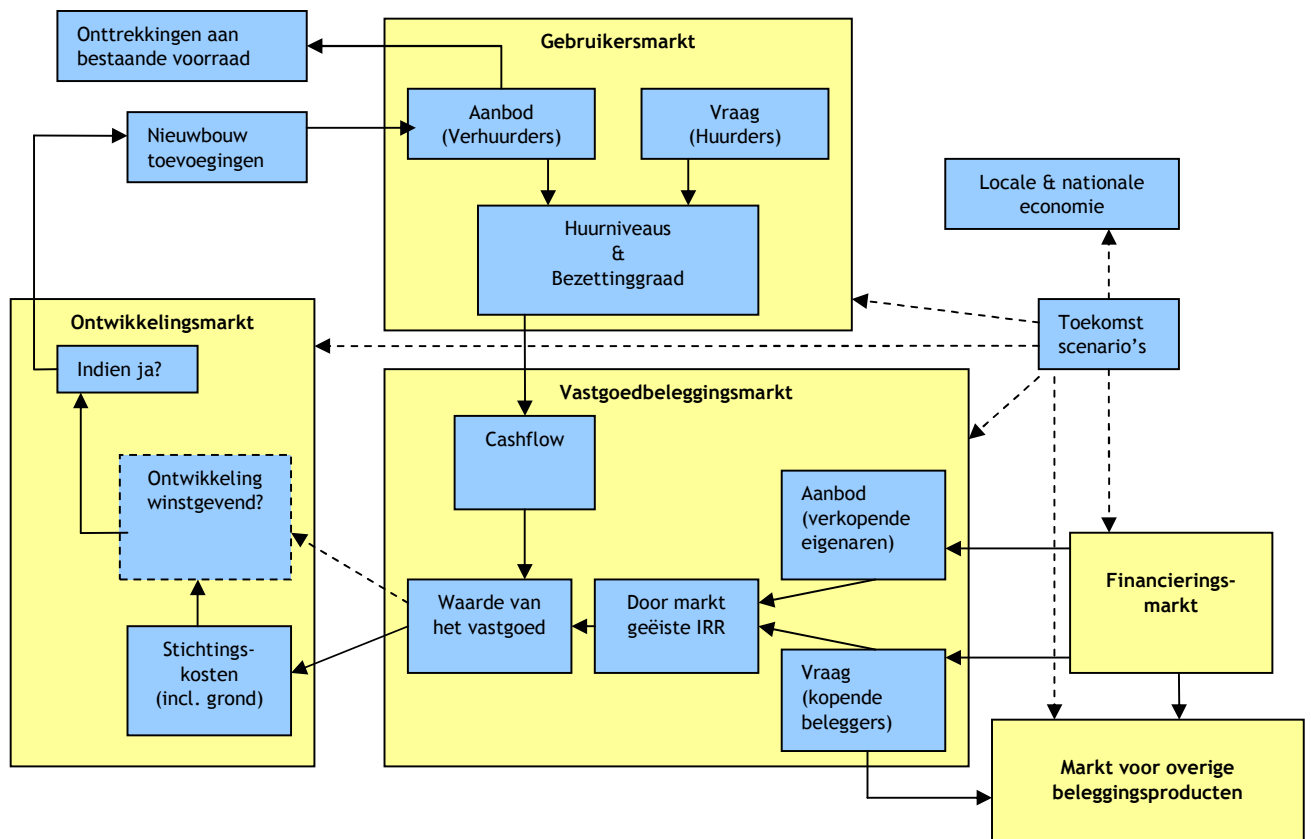 Onttrekkingen aan
bestaande voorraad
Gebruikersmarkt
Aanbod
(Verhuurders)
Vraag
(Huurders)
Nieuwbouw
toevoegingen
Locale & nationale
economie
Huurniveaus
&
Bezettinggraad
Ontwikkelingsmarkt
Indien ja?
Toekomst
scenario’s
Vastgoedbeleggingsmarkt
Cashflow
Ontwikkeling
winstgevend?
Aanbod
(verkopende
eigenaren)
Financierings-
markt
Waarde van
het vastgoed
Door markt
geëiste IRR
Stichtings-
kosten
(incl. grond)
Vraag
(kopende
beleggers)
Markt voor overige
beleggingsproducten